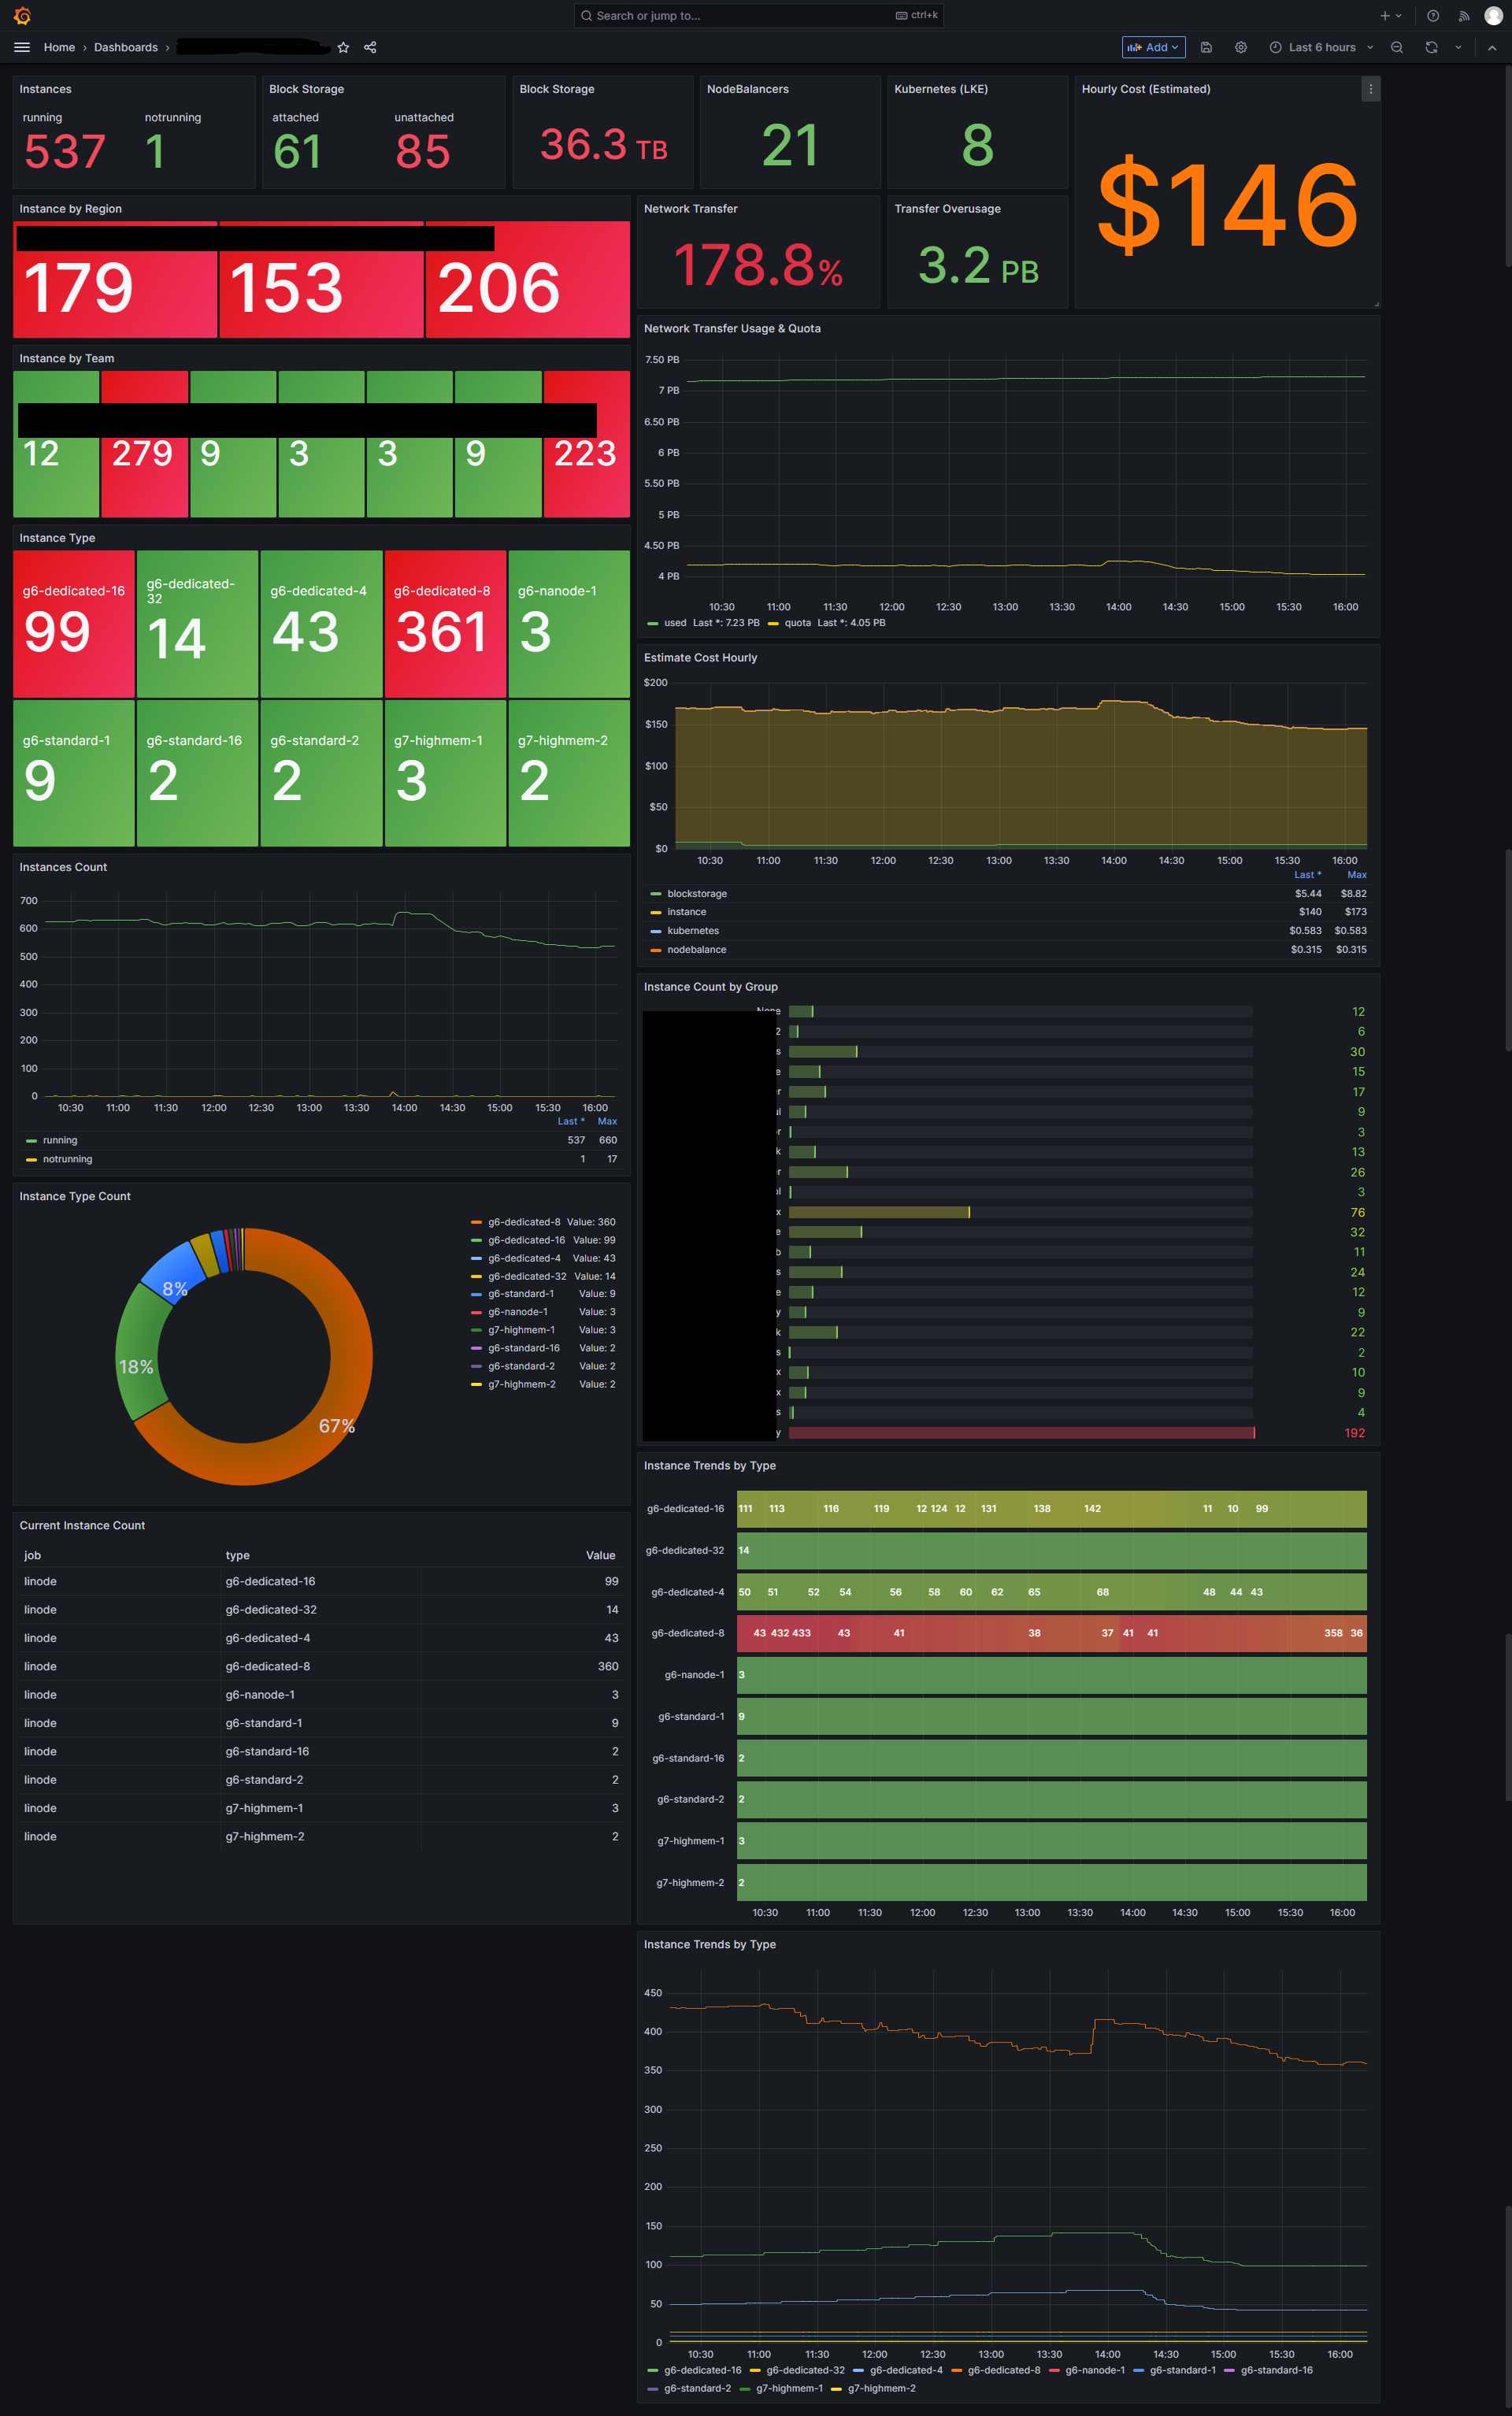 Search or jump to... ctrl+k
Home › Dashboards ›
Add Last 6 hours
Instances
running notrunning
537 1
Block Storage
attached unattached
61 85
Block Storage
36.3 TB
NodeBalancers
21
Kubernetes (LKE)
8
Hourly Cost (Estimated)
$146
Instance by Region
179 153 206
Network Transfer
178.8%
Transfer Overusage
3.2 PB
Instance by Team
12 279 9 3 3 9 223
Instance Type
g6-dedicated-16
99
g6-dedicated-32
14
g6-dedicated-4
43
g6-dedicated-8
361
g6-nanode-1
3
g6-standard-1
9
g6-standard-16
2
g6-standard-2
2
g7-highmem-1
3
g7-highmem-2
2
Network Transfer Usage & Quota
7.50 PB
7 PB
6.50 PB
6 PB
5.50 PB
5 PB
4.50 PB
4 PB
10:30 11:00 11:30 12:00 12:30 13:00 13:30 14:00 14:30 15:00 15:30 16:00
used Last *: 7.23 PB quota Last *: 4.05 PB
Estimate Cost Hourly
$200
$150
$100
$50
$0
10:30 11:00 11:30 12:00 12:30 13:00 13:30 14:00 14:30 15:00 15:30 16:00
Last * Max
blockstorage $5.44 $8.82
instance $140 $173
kubernetes $0.583 $0.583
nodebalance $0.315 $0.315
Instances Count
700
600
500
400
300
200
100
0
10:30 11:00 11:30 12:00 12:30 13:00 13:30 14:00 14:30 15:00 15:30 16:00
Last * Max
running 537 660
notrunning 1 17
Instance Count by Group
None 12
2 6
s 30
e 15
r 17
ul 9
r 3
k 13
r 26
ol 3
x 76
e 32
b 11
s 24
e 12
y 9
k 22
s 2
x 10
x 9
s 4
y 192
Instance Type Count
8%
18%
67%
g6-dedicated-8 Value: 360
g6-dedicated-16 Value: 99
g6-dedicated-4 Value: 43
g6-dedicated-32 Value: 14
g6-standard-1 Value: 9
g6-nanode-1 Value: 3
g7-highmem-1 Value: 3
g6-standard-16 Value: 2
g6-standard-2 Value: 2
g7-highmem-2 Value: 2
Instance Trends by Type
g6-dedicated-16 111 113 116 119 12 124 12 131 138 142 11 10 99
g6-dedicated-32 14
g6-dedicated-4 50 51 52 54 56 58 60 62 65 68 48 44 43
g6-dedicated-8 43 432 433 43 41 38 37 41 41 358 36
g6-nanode-1 3
g6-standard-1 9
g6-standard-16 2
g6-standard-2 2
g7-highmem-1 3
g7-highmem-2 2
10:30 11:00 11:30 12:00 12:30 13:00 13:30 14:00 14:30 15:00 15:30 16:00
Current Instance Count
job type Value
linode g6-dedicated-16 99
linode g6-dedicated-32 14
linode g6-dedicated-4 43
linode g6-dedicated-8 360
linode g6-nanode-1 3
linode g6-standard-1 9
linode g6-standard-16 2
linode g6-standard-2 2
linode g7-highmem-1 3
linode g7-highmem-2 2
Instance Trends by Type
450
400
350
300
250
200
150
100
50
0
10:30 11:00 11:30 12:00 12:30 13:00 13:30 14:00 14:30 15:00 15:30 16:00
g6-dedicated-16 g6-dedicated-32 g6-dedicated-4 g6-dedicated-8 g6-nanode-1 g6-standard-1 g6-standard-16
g6-standard-2 g7-highmem-1 g7-highmem-2